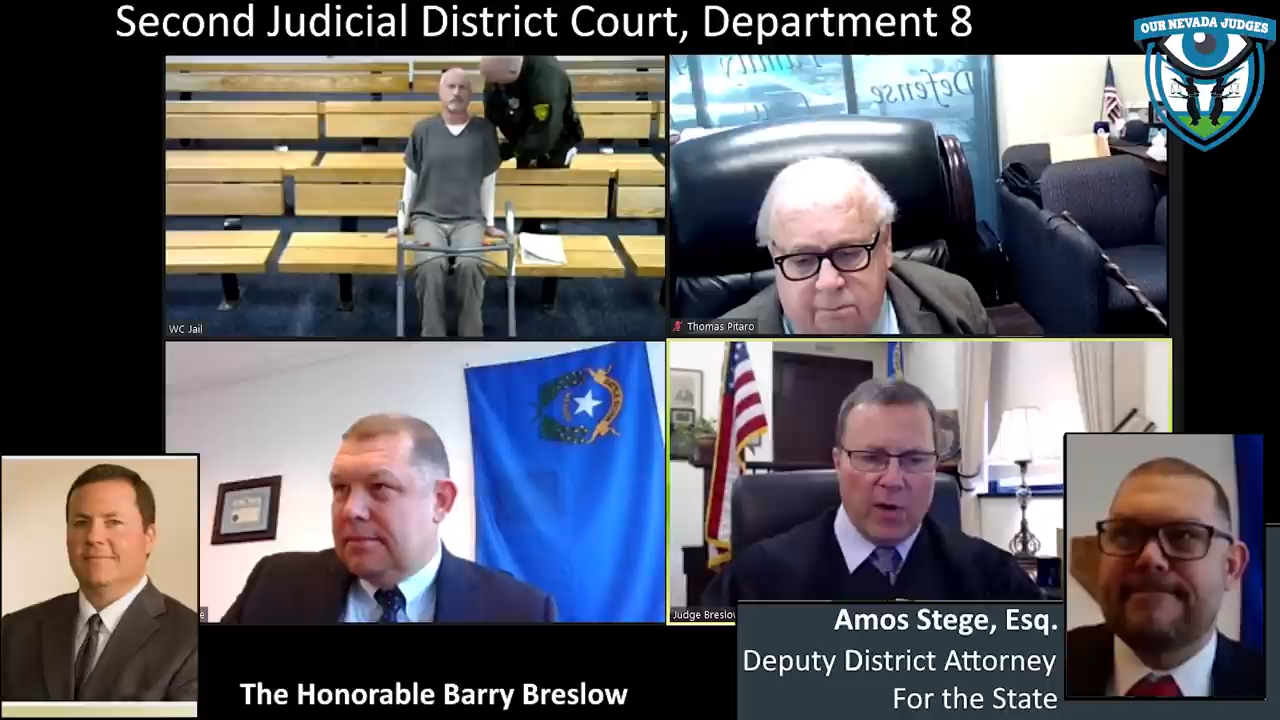 Second Judicial District Court, Department 8
OUR NEVADA JUDGES
Family
Defense
WC Jail
Thomas Pitaro
Judge Breslow
Amos Stege, Esq.
Deputy District Attorney
For the State
The Honorable Barry Breslow